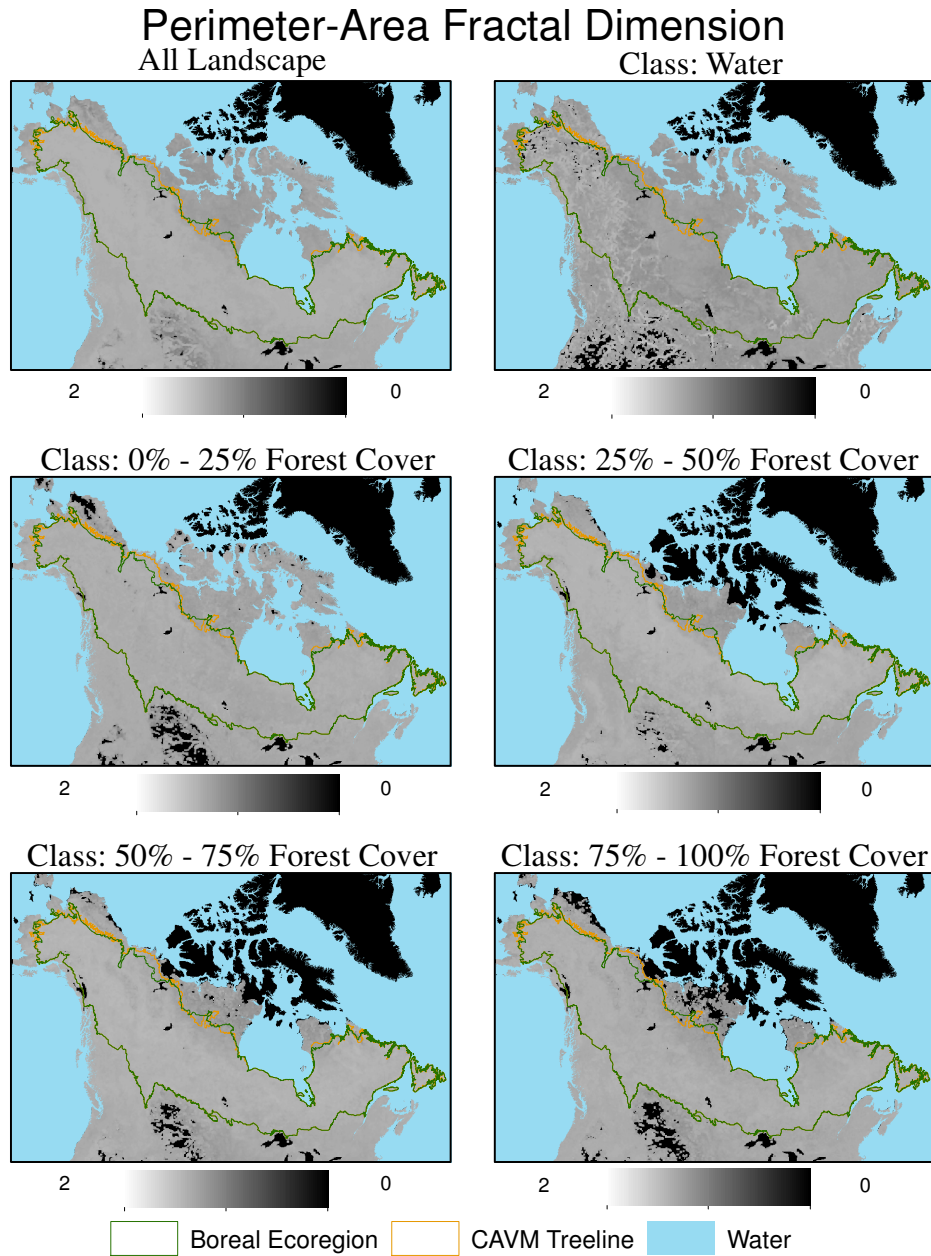 Perimeter-Area Fractal Dimension
All Landscape
Class: Water
2
0
2
0
Class: 0% - 25% Forest Cover
Class: 25% - 50% Forest Cover
2
0
2
0
Class: 50% - 75% Forest Cover
Class: 75% - 100% Forest Cover
2
0
2
0
Boreal Ecoregion
CAVM Treeline
Water